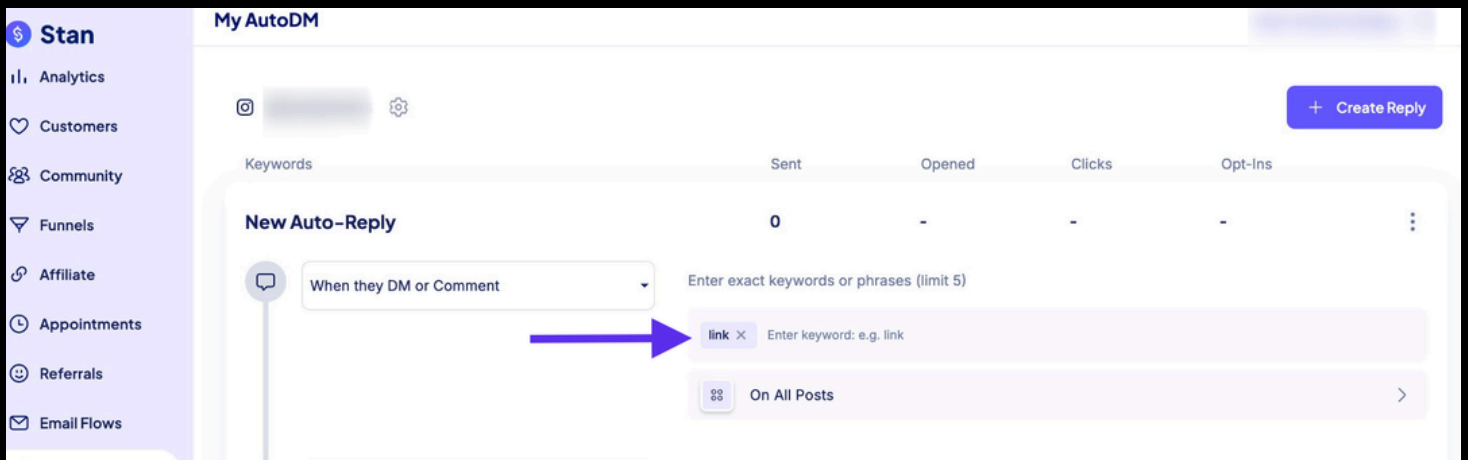 My AutoDM
Stan
Analytics
Customers
Community
Funnels
Affiliate
Appointments
Referrals
Email Flows
+ Create Reply
Keywords Sent Opened Clicks Opt-Ins
New Auto-Reply 0 - - -
When they DM or Comment
Enter exact keywords or phrases (limit 5)
link × Enter keyword: e.g. link
On All Posts